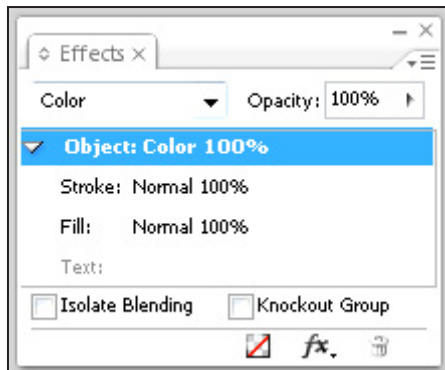 Effects
Color Opacity: 100%
Object: Color 100%
Stroke: Normal 100%
Fill: Normal 100%
Text:
Isolate Blending Knockout Group
fx.